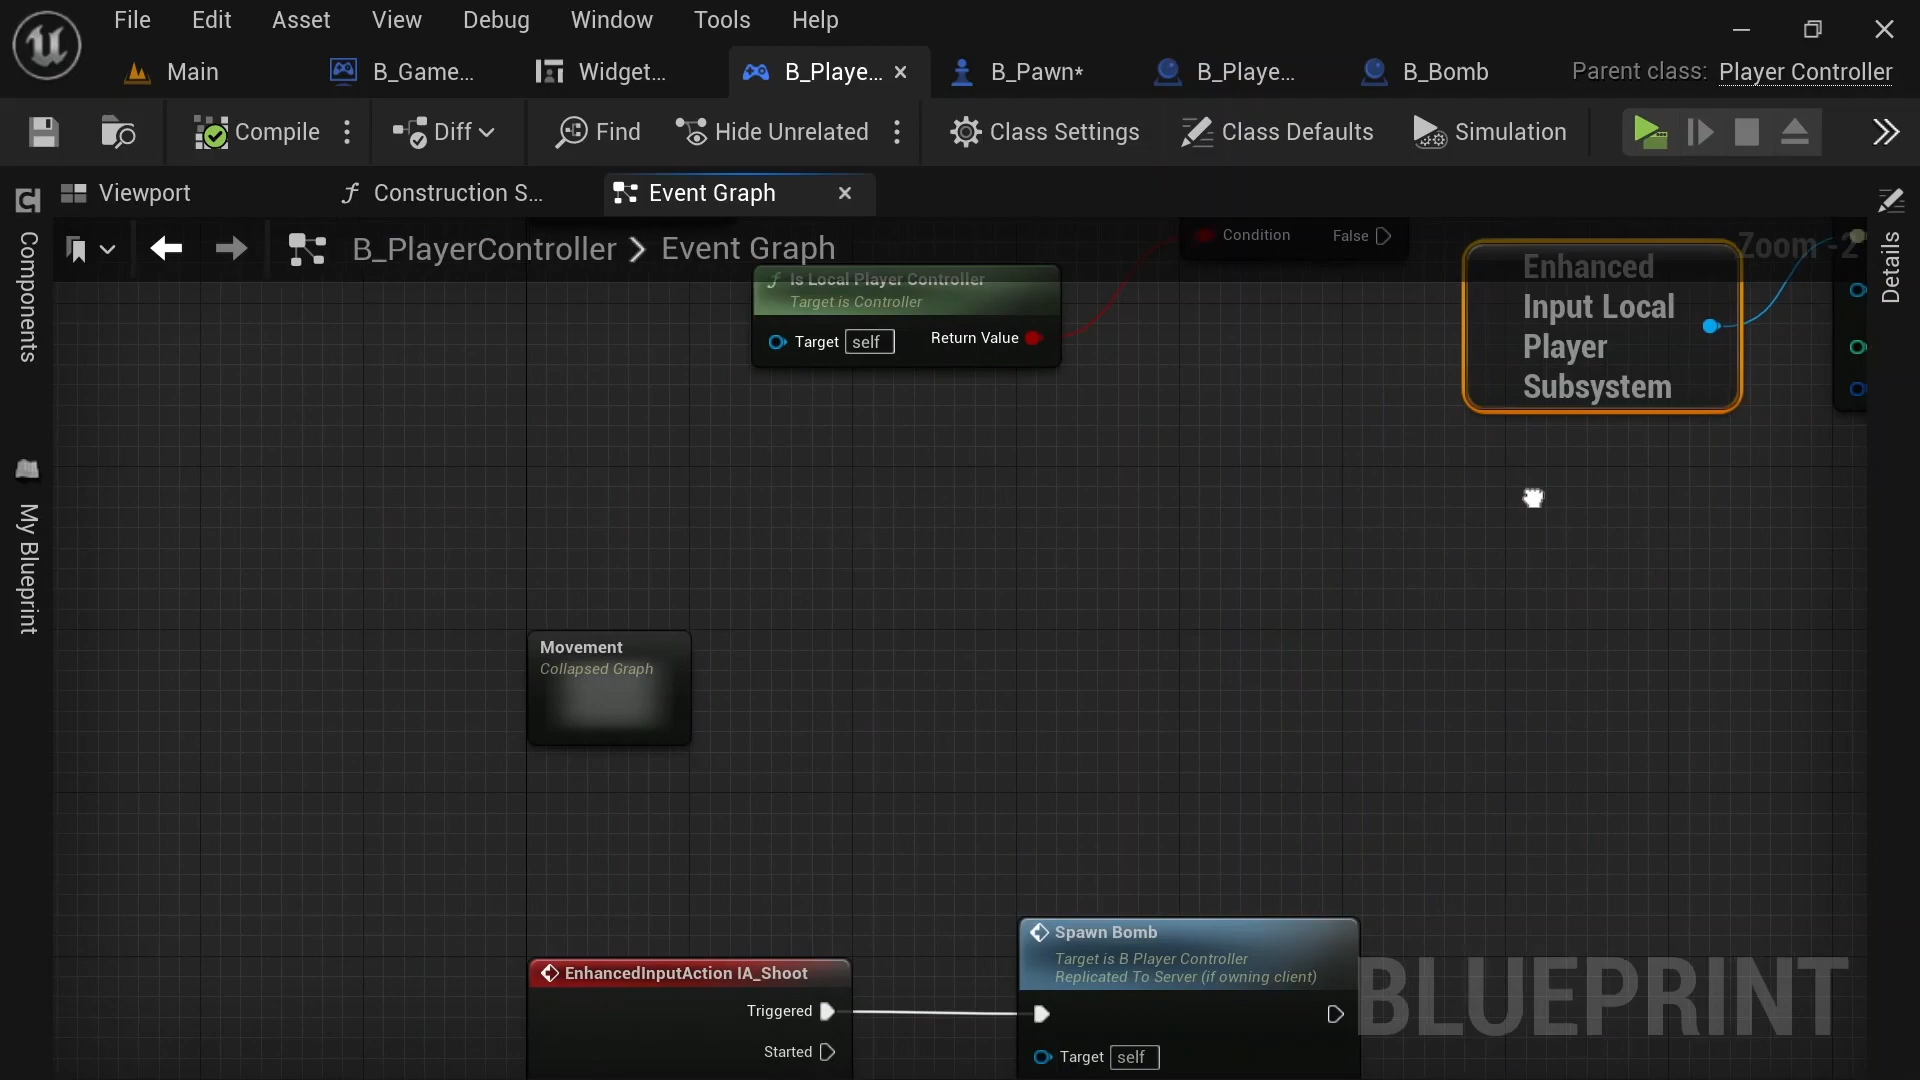 File Edit Asset View Debug Window Tools Help
Main B_Game... Widget... B_Playe... B_Pawn* B_Playe... B_Bomb Parent class: Player Controller
Compile Diff Find Hide Unrelated Class Settings Class Defaults Simulation
Viewport Construction S... Event Graph
B_PlayerController Event Graph
Zoom -2
Components
My Blueprint
Details
Condition False
Is Local Player Controller
Target is Controller
Target self Return Value
Enhanced
Input Local
Player
Subsystem
Movement
Collapsed Graph
EnhancedInputAction IA_Shoot
Triggered
Started
Spawn Bomb
Target is B Player Controller
Replicated To Server (if owning client)
Target self
BLUEPRINT